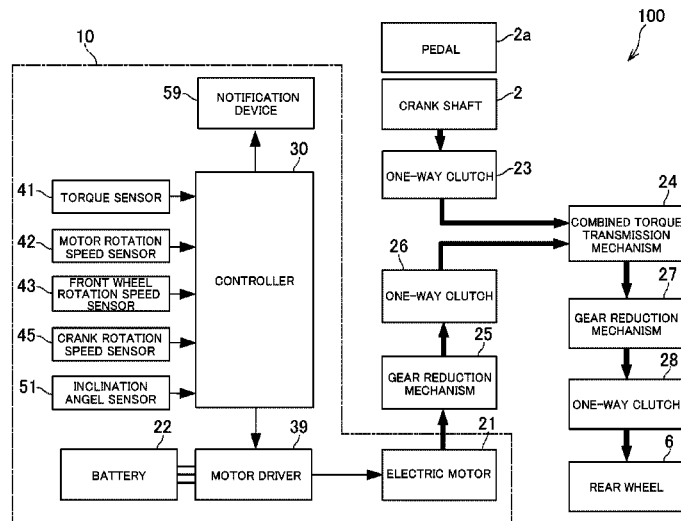 10
100
59
NOTIFICATION
DEVICE
30
CONTROLLER
41
TORQUE SENSOR
42
MOTOR ROTATION
SPEED SENSOR
43
FRONT WHEEL
ROTATION SPEED
SENSOR
45
CRANK ROTATION
SPEED SENSOR
51
INCLINATION
ANGEL SENSOR
22
BATTERY
39
MOTOR DRIVER
2a
PEDAL
2
CRANK SHAFT
23
ONE-WAY CLUTCH
26
ONE-WAY CLUTCH
25
GEAR REDUCTION
MECHANISM
21
ELECTRIC MOTOR
24
COMBINED TORQUE
TRANSMISSION
MECHANISM
27
GEAR REDUCTION
MECHANISM
28
ONE-WAY CLUTCH
6
REAR WHEEL